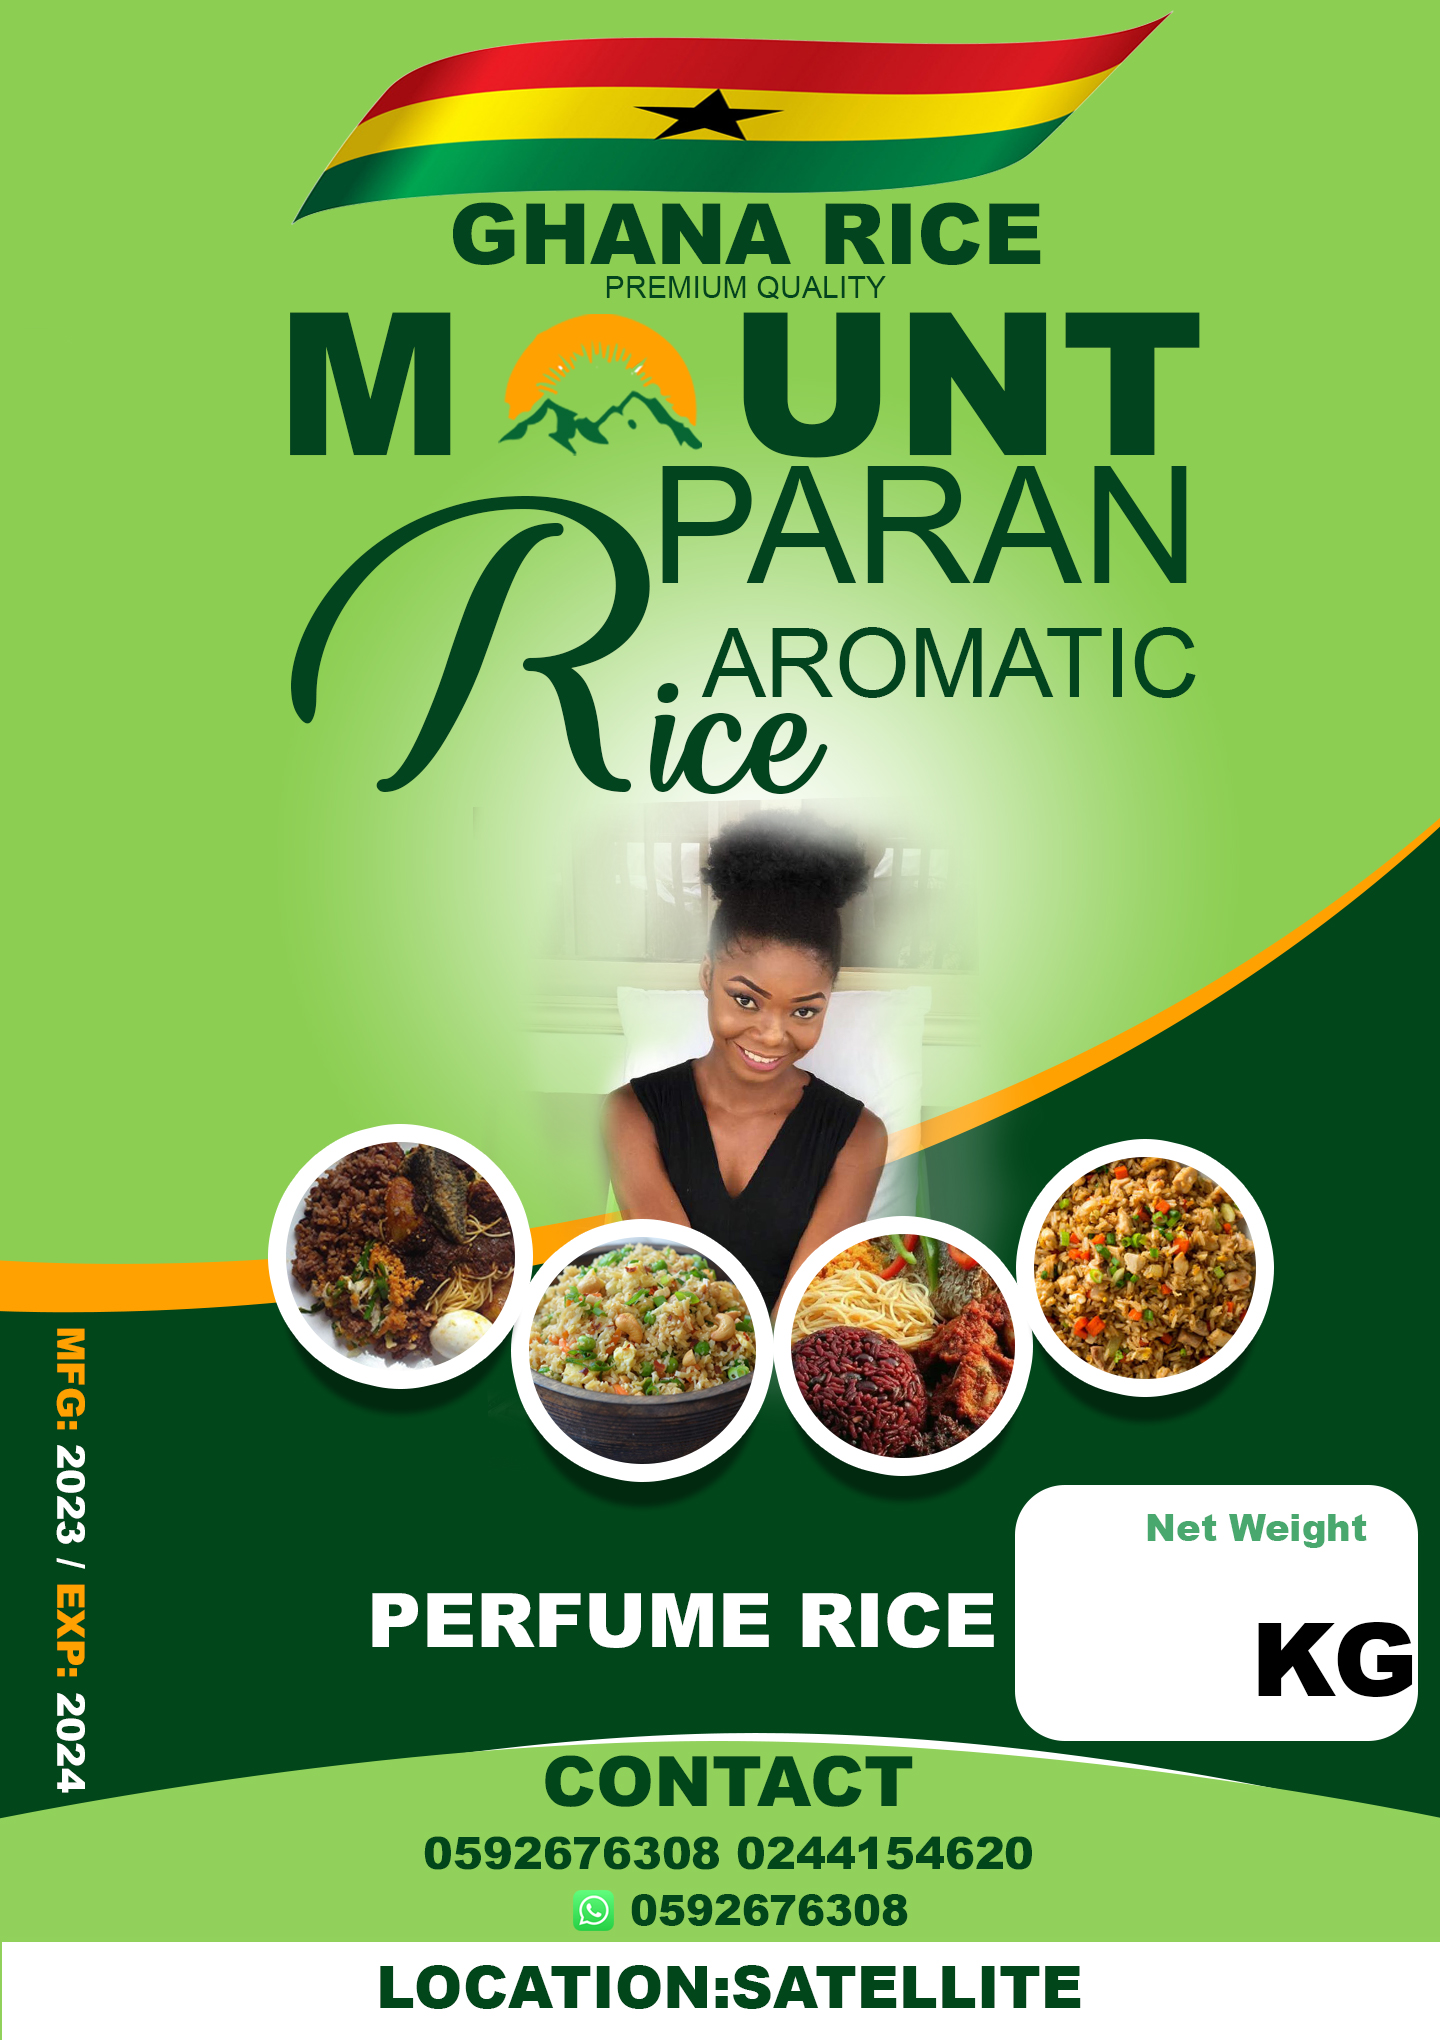 GHANA RICE
PREMIUM QUALITY
MOUNT
PARAN
AROMATIC
Rice
MFG: 2023 / EXP: 2024
Net Weight
KG
PERFUME RICE
CONTACT
0592676308 0244154620
0592676308
LOCATION:SATELLITE